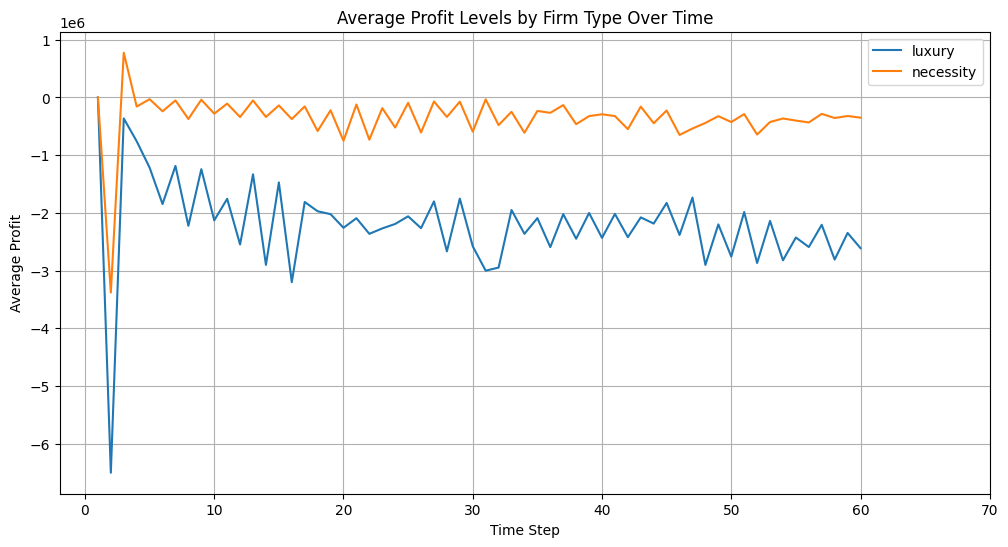 Average Profit Levels by Firm Type Over Time
1e6
luxury
necessity
1
0
−1
−2
−3
−4
−5
−6
Average Profit
0 10 20 30 40 50 60 70
Time Step